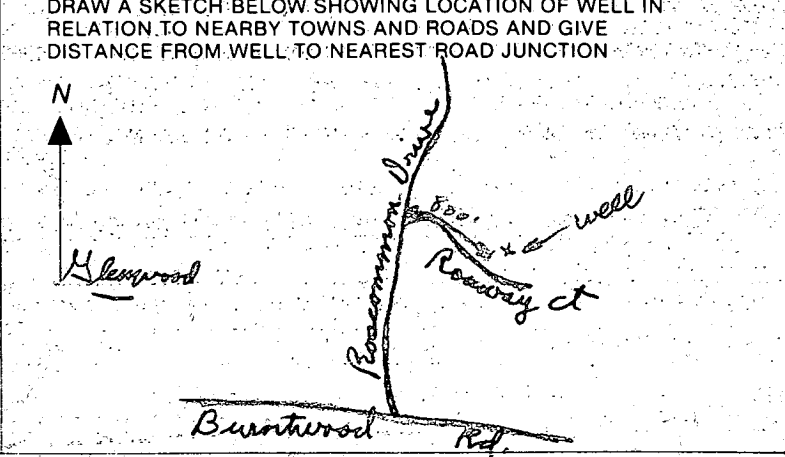 DRAW A SKETCH BELOW SHOWING LOCATION OF WELL IN
RELATION TO NEARBY TOWNS AND ROADS AND GIVE
DISTANCE FROM WELL TO NEAREST ROAD JUNCTION
N
Roscommon Drive
800'
well
Glenwood
Roxway ct
Burntwood Rd.